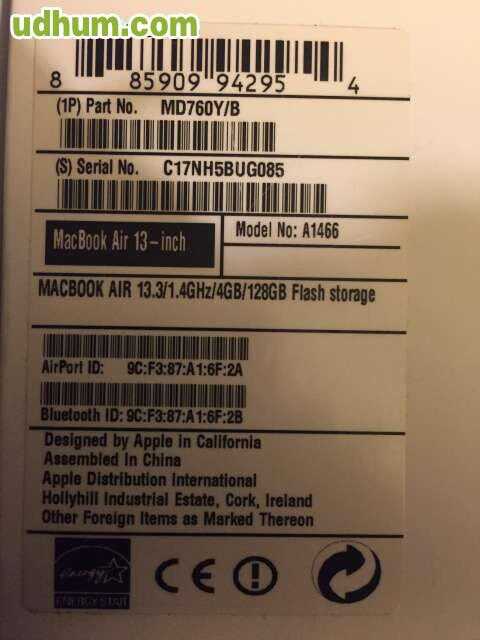 udhum.com
8 85909 94295 4
(1P) Part No. MD760Y/B
(S) Serial No. C17NH5BUG085
MacBook Air 13-inch
Model No: A1466
MACBOOK AIR 13.3/1.4GHz/4GB/128GB Flash storage
AirPort ID: 9C:F3:87:A1:6F:2A
Bluetooth ID: 9C:F3:87:A1:6F:2B
Designed by Apple in California
Assembled in China
Apple Distribution International
Hollyhill Industrial Estate, Cork, Ireland
Other Foreign Items as Marked Thereon
energy
ENERGY STAR
CE